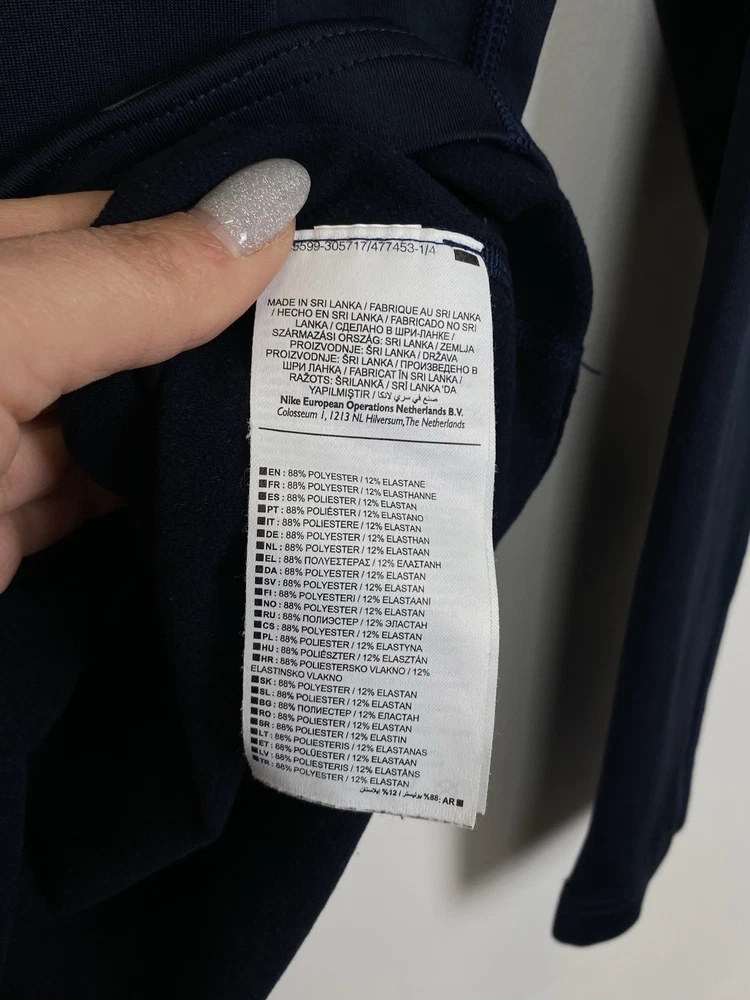 5599-305717/477453-1/4
MADE IN SRI LANKA / FABRIQUE AU SRI LANKA
/ HECHO EN SRI LANKA / FABRICADO NO SRI
LANKA / СДЕЛАНО В ШРИ-ЛАНКЕ /
SZÁRMAZÁSI ORSZÁG: SRI LANKA / ZEMLJA
PROIZVODNJE: ŠRI LANKA / DRŽAVA
PROIZVODNJE: ŠRI LANKA / ПРОИЗВЕДЕНО В
ШРИ ЛАНКА / FABRICAT ÎN SRI LANKA /
RAŽOTS: ŠRILANKĀ / SRİ LANKA 'DA
YAPILMIŞTIR / صنع في سري لانكا
Nike European Operations Netherlands B.V.
Colosseum 1, 1213 NL Hilversum, The Netherlands
EN : 88% POLYESTER / 12% ELASTANE
FR : 88% POLYESTER / 12% ELASTHANNE
ES : 88% POLIÉSTER / 12% ELASTAN
PT : 88% POLIÉSTER / 12% ELASTANO
IT : 88% POLIESTERE / 12% ELASTAN
DE : 88% POLYESTER / 12% ELASTHAN
NL : 88% POLYESTER / 12% ELASTAAN
EL : 88% ΠΟΛΥΕΣΤΕΡΑΣ / 12% ΕΛΑΣΤΑΝΗ
DA : 88% POLYESTER / 12% ELASTAN
SV : 88% POLYESTER / 12% ELASTAN
FI : 88% POLYESTERI / 12% ELASTAANI
NO : 88% POLYESTER / 12% ELASTAN
RU : 88% ПОЛИЭСТЕР / 12% ЭЛАСТАН
CS : 88% POLYESTER / 12% ELASTAN
PL : 88% POLYESTER / 12% ELASTYNA
HU : 88% POLIÉSZTER / 12% ELASZTÁN
HR : 88% POLIESTERSKO VLAKNO / 12%
ELASTINSKO VLAKNO
SK : 88% POLYESTER / 12% ELASTAN
SL : 88% POLYESTER / 12% ELASTAN
BG : 88% ПОЛИЕСТЕР / 12% ЕЛАСТАН
RO : 88% POLIESTER / 12% ELASTAN
SR : 88% POLIESTER / 12% ELASTIN
LT : 88% POLIESTERIS / 12% ELASTANAS
ET : 88% POLÜESTER / 12% ELASTAAN
LV : 88% POLIESTERIS / 12% ELASTĀNS
TR : 88% POLYESTER / 12% ELASTAN
AR :88% بوليستر / 12% إيلاستان